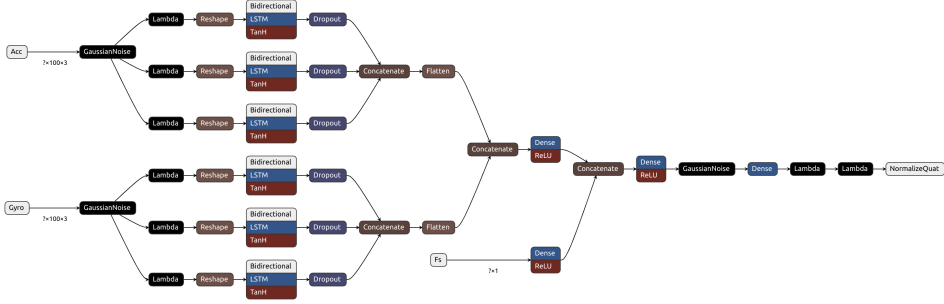 Acc
?×100×3
GaussianNoise
Lambda
Reshape
Bidirectional
LSTM
TanH
Dropout
Lambda
Reshape
Bidirectional
LSTM
TanH
Dropout
Lambda
Reshape
Bidirectional
LSTM
TanH
Dropout
Concatenate
Flatten
Gyro
?×100×3
GaussianNoise
Lambda
Reshape
Bidirectional
LSTM
TanH
Dropout
Lambda
Reshape
Bidirectional
LSTM
TanH
Dropout
Lambda
Reshape
Bidirectional
LSTM
TanH
Dropout
Concatenate
Flatten
Concatenate
Dense
ReLU
Fs
?×1
Dense
ReLU
Concatenate
Dense
ReLU
GaussianNoise
Dense
Lambda
Lambda
NormalizeQuat